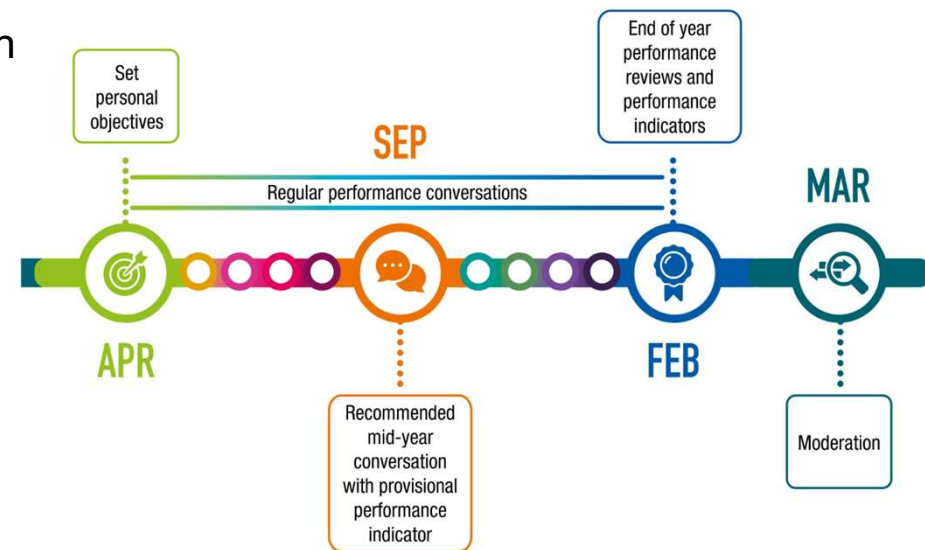 n
Set
personal
objectives
End of year
performance
reviews and
performance
indicators
SEP
Regular performance conversations
MAR
APR
FEB
Recommended
mid-year
conversation
with provisional
performance
indicator
Moderation